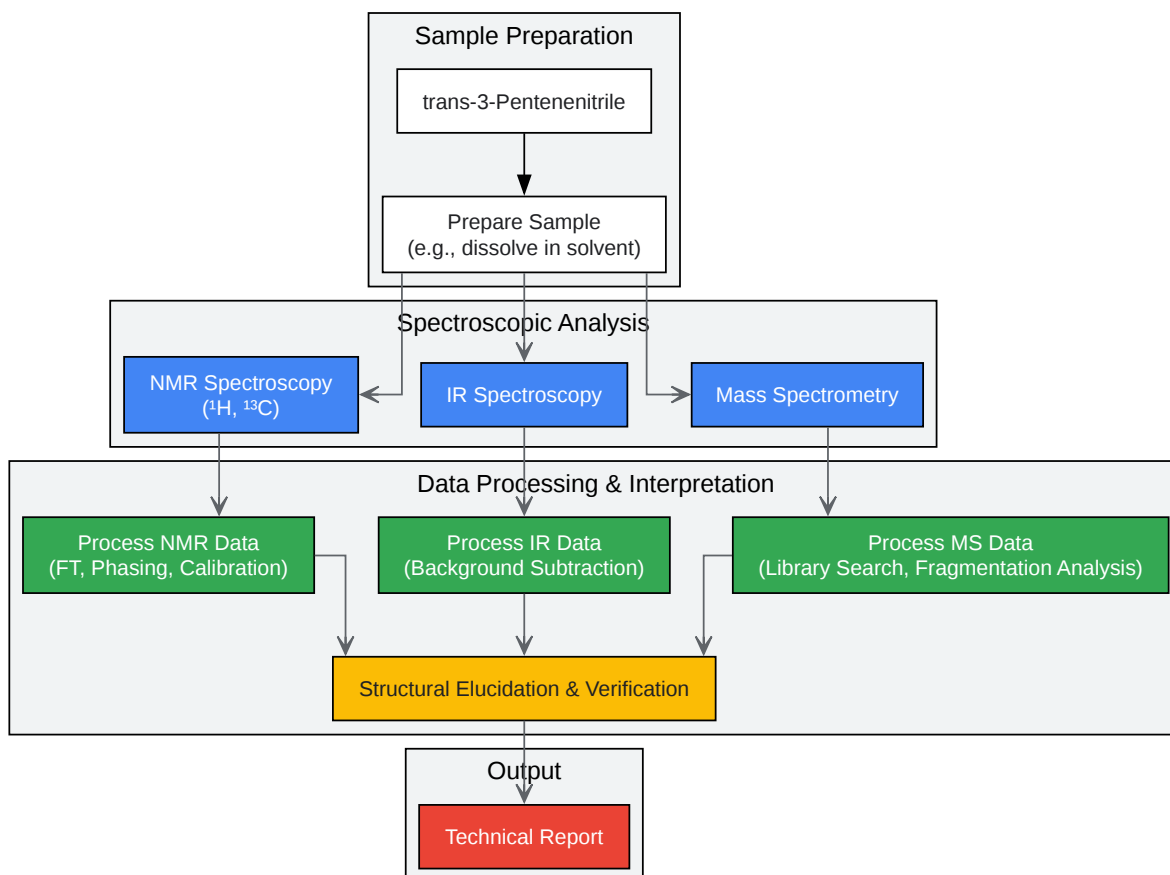 Sample Preparation
trans-3-Pentenenitrile
Prepare Sample
(e.g., dissolve in solvent)
Spectroscopic Analysis
NMR Spectroscopy
(¹H, ¹³C)
IR Spectroscopy
Mass Spectrometry
Data Processing & Interpretation
Process NMR Data
(FT, Phasing, Calibration)
Process IR Data
(Background Subtraction)
Process MS Data
(Library Search, Fragmentation Analysis)
Structural Elucidation & Verification
Output
Technical Report